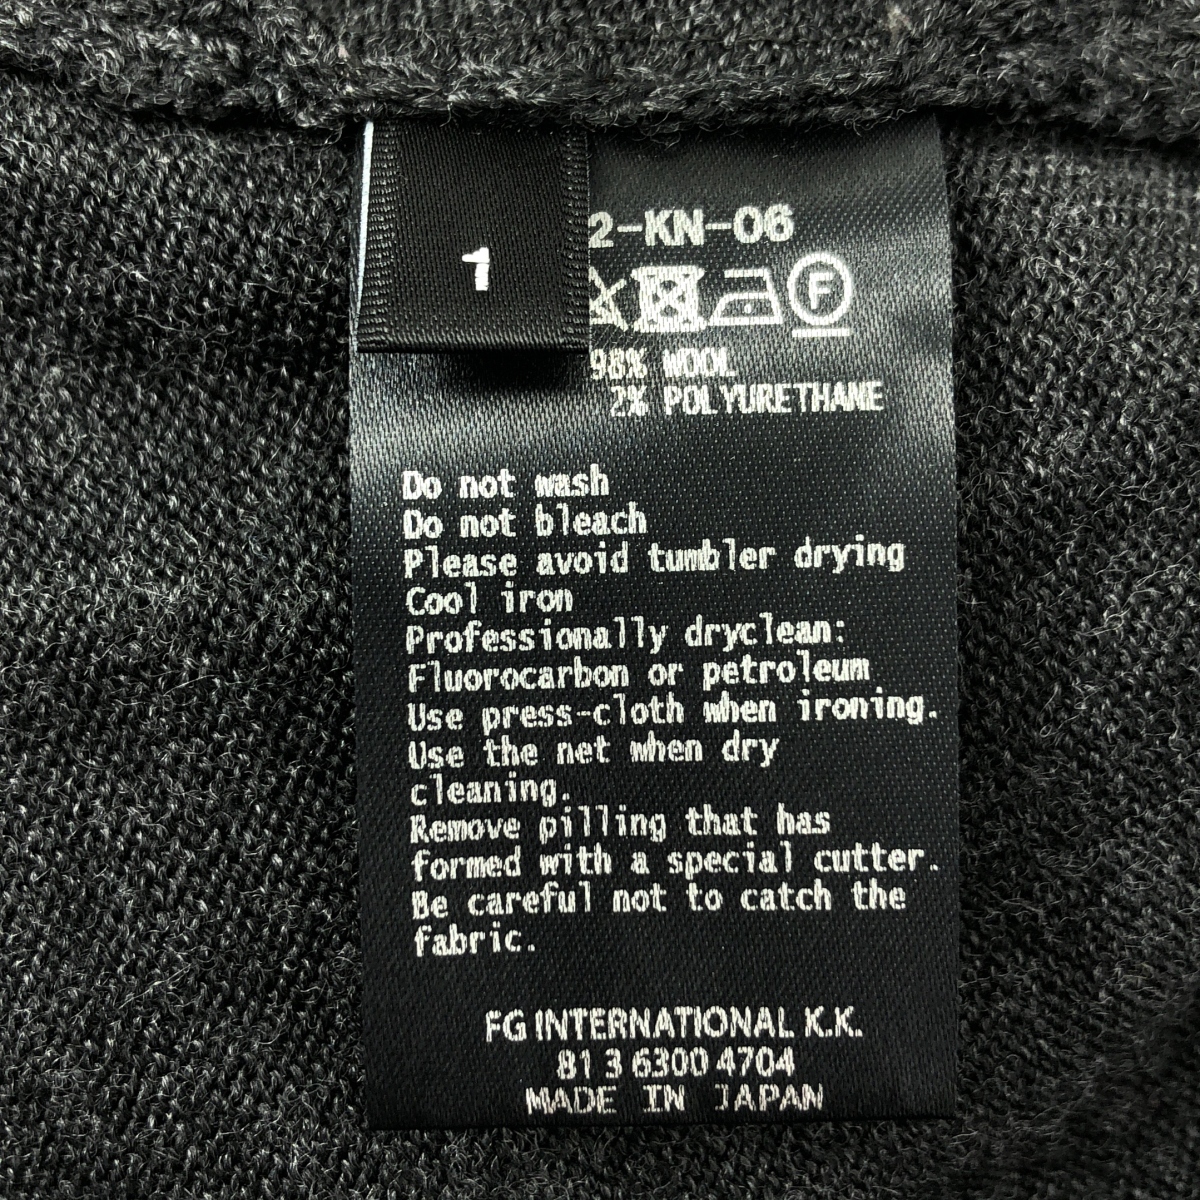 1
2-KN-06
F
98% WOOL
2% POLYURETHANE
Do not wash
Do not bleach
Please avoid tumbler drying
Cool iron
Professionally dryclean:
Fluorocarbon or petroleum
Use press-cloth when ironing.
Use the net when dry
cleaning.
Remove pilling that has
formed with a special cutter.
Be careful not to catch the
fabric.
FG INTERNATIONAL K.K.
81 3 6300 4704
MADE IN JAPAN